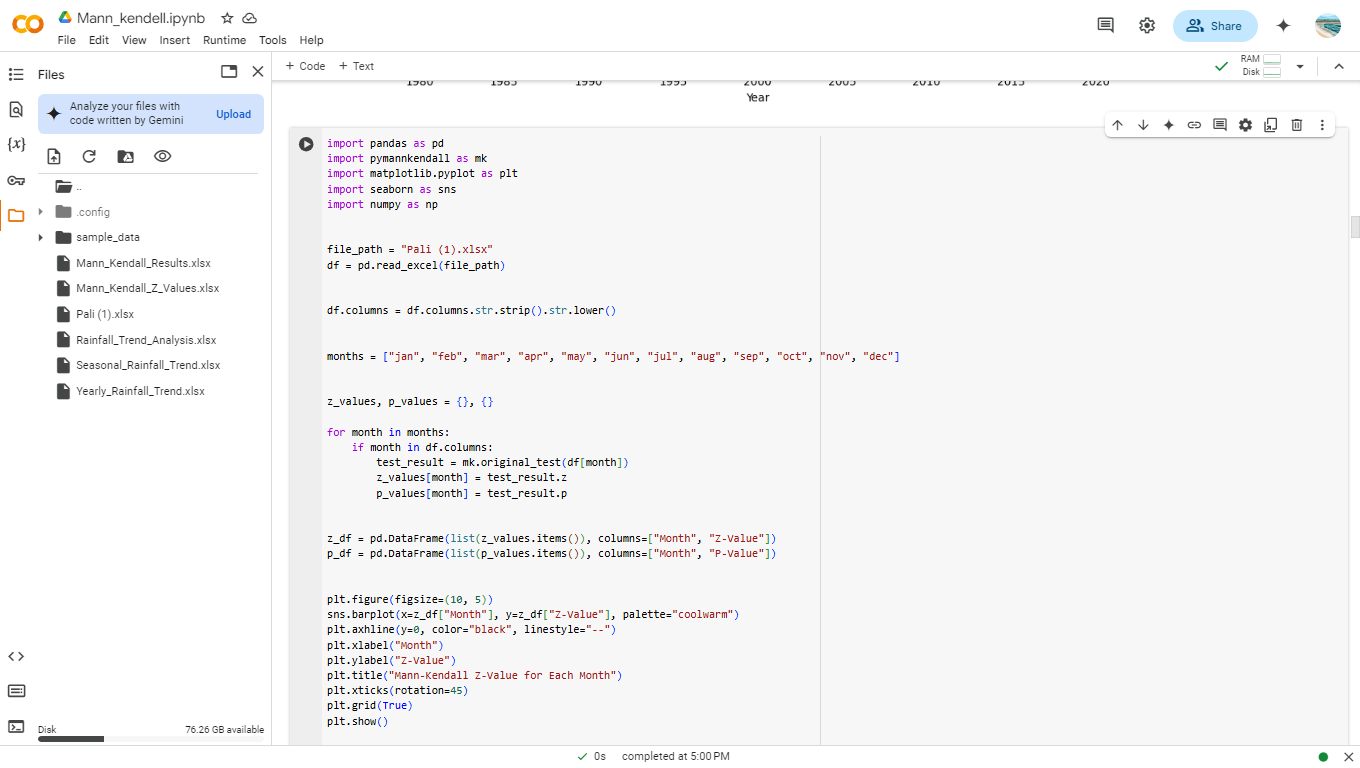 Mann_kendell.ipynb
File Edit View Insert Runtime Tools Help
Share
Files
+ Code + Text
RAM
Disk
Analyze your files with
code written by Gemini
Upload
..
.config
sample_data
Mann_Kendall_Results.xlsx
Mann_Kendall_Z_Values.xlsx
Pali (1).xlsx
Rainfall_Trend_Analysis.xlsx
Seasonal_Rainfall_Trend.xlsx
Yearly_Rainfall_Trend.xlsx
Disk 76.26 GB available
1980 1985 1990 1995 2000 2005 2010 2015 2020
Year
import pandas as pd
import pymannkendall as mk
import matplotlib.pyplot as plt
import seaborn as sns
import numpy as np
file_path = "Pali (1).xlsx"
df = pd.read_excel(file_path)
df.columns = df.columns.str.strip().str.lower()
months = ["jan", "feb", "mar", "apr", "may", "jun", "jul", "aug", "sep", "oct", "nov", "dec"]
z_values, p_values = {}, {}
for month in months:
    if month in df.columns:
        test_result = mk.original_test(df[month])
        z_values[month] = test_result.z
        p_values[month] = test_result.p
z_df = pd.DataFrame(list(z_values.items()), columns=["Month", "Z-Value"])
p_df = pd.DataFrame(list(p_values.items()), columns=["Month", "P-Value"])
plt.figure(figsize=(10, 5))
sns.barplot(x=z_df["Month"], y=z_df["Z-Value"], palette="coolwarm")
plt.axhline(y=0, color="black", linestyle="--")
plt.xlabel("Month")
plt.ylabel("Z-Value")
plt.title("Mann-Kendall Z-Value for Each Month")
plt.xticks(rotation=45)
plt.grid(True)
plt.show()
0s completed at 5:00 PM